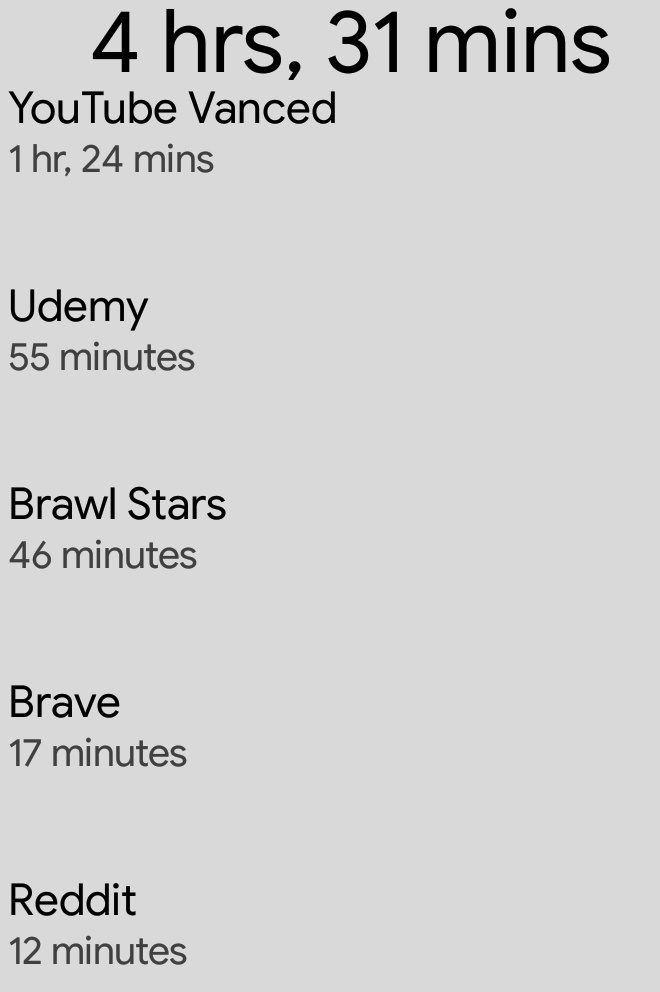 4 hrs, 31 mins
YouTube Vanced
1 hr, 24 mins
Udemy
55 minutes
Brawl Stars
46 minutes
Brave
17 minutes
Reddit
12 minutes